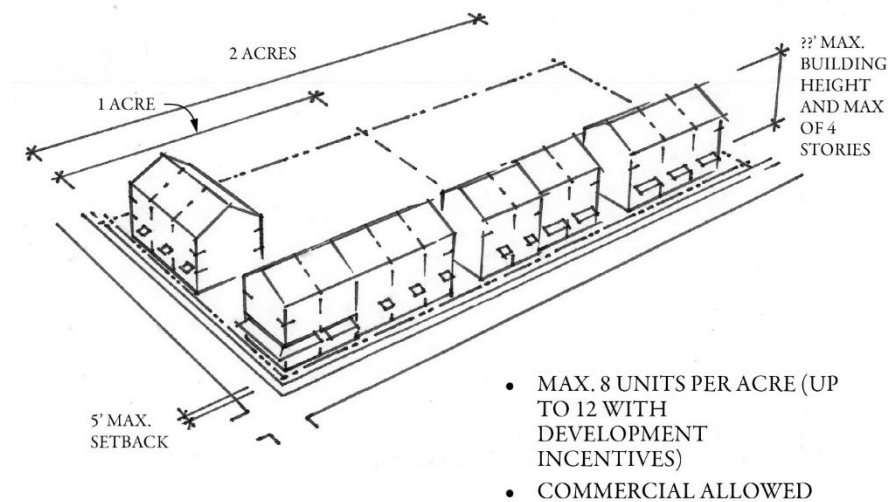 2 ACRES
1 ACRE
??' MAX.
BUILDING
HEIGHT
AND MAX
OF 4
STORIES
5' MAX.
SETBACK
• MAX. 8 UNITS PER ACRE (UP
TO 12 WITH
DEVELOPMENT
INCENTIVES)
• COMMERCIAL ALLOWED